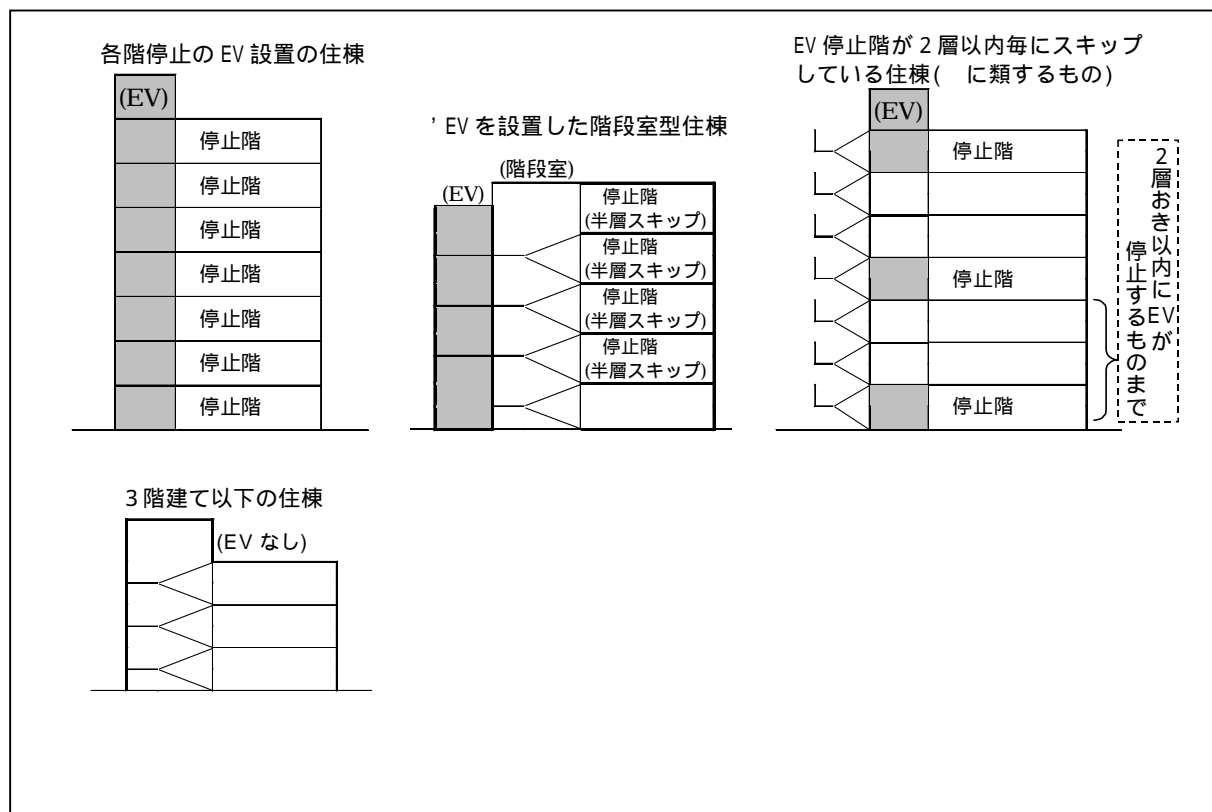 各階停止の EV 設置の住棟
(EV)
停止階
停止階
停止階
停止階
停止階
停止階
停止階
’EV を設置した階段室型住棟
(階段室)
(EV)
停止階
(半層スキップ)
停止階
(半層スキップ)
停止階
(半層スキップ)
停止階
(半層スキップ)
EV 停止階が 2 層以内毎にスキップ
している住棟(　に類するもの)
(EV)
停止階
停止階
停止階
2層おき以内にEVが
停止するものまで
3 階建て以下の住棟
(EV なし)